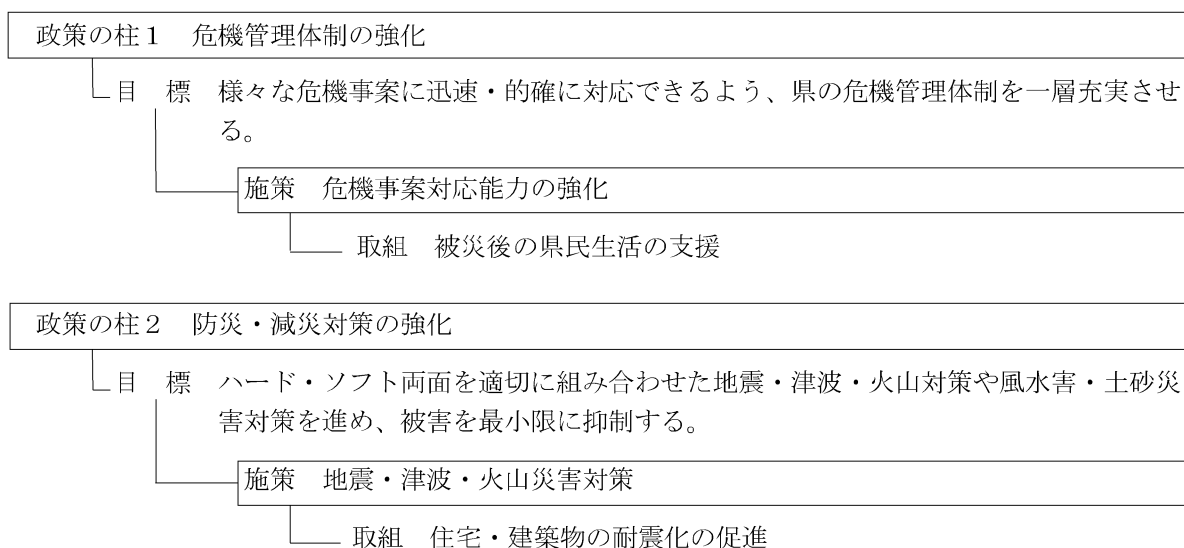 政策の柱１　危機管理体制の強化
目　標　様々な危機事案に迅速・的確に対応できるよう、県の危機管理体制を一層充実させ
る。
施策　危機事案対応能力の強化
取組　被災後の県民生活の支援
政策の柱２　防災・減災対策の強化
目　標　ハード・ソフト両面を適切に組み合わせた地震・津波・火山対策や風水害・土砂災
害対策を進め、被害を最小限に抑制する。
施策　地震・津波・火山災害対策
取組　住宅・建築物の耐震化の促進